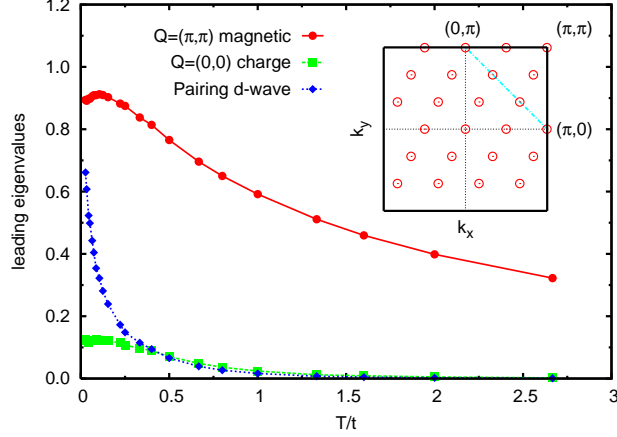 1.2
1.0
0.8
0.6
0.4
0.2
0.0
leading eigenvalues
Q=(π,π) magnetic
Q=(0,0) charge
Pairing d-wave
(0,π)
(π,π)
(π,0)
k_y
k_x
0
0.5
1
1.5
2
2.5
3
T/t